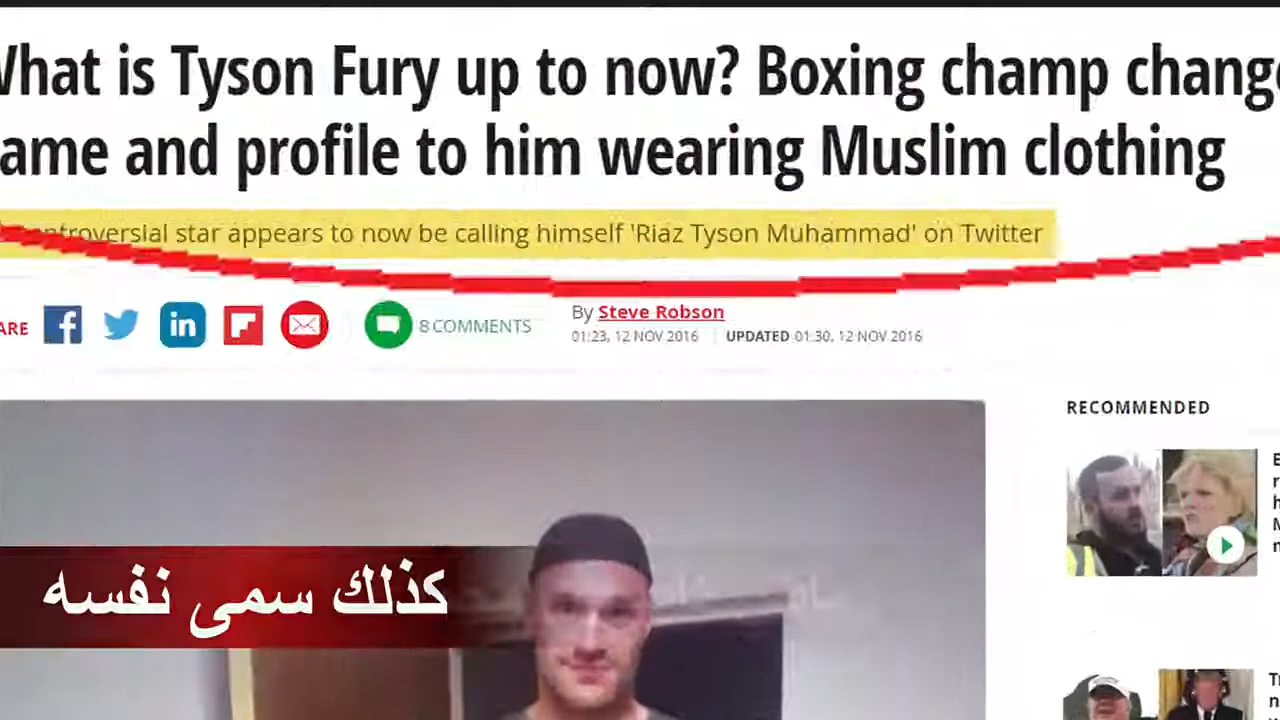 What is Tyson Fury up to now? Boxing champ change
ame and profile to him wearing Muslim clothing
controversial star appears to now be calling himself 'Riaz Tyson Muhammad' on Twitter
ARE
8 COMMENTS
By Steve Robson
01:23, 12 NOV 2016
UPDATED 01:30, 12 NOV 2016
RECOMMENDED
كذلك سمى نفسه